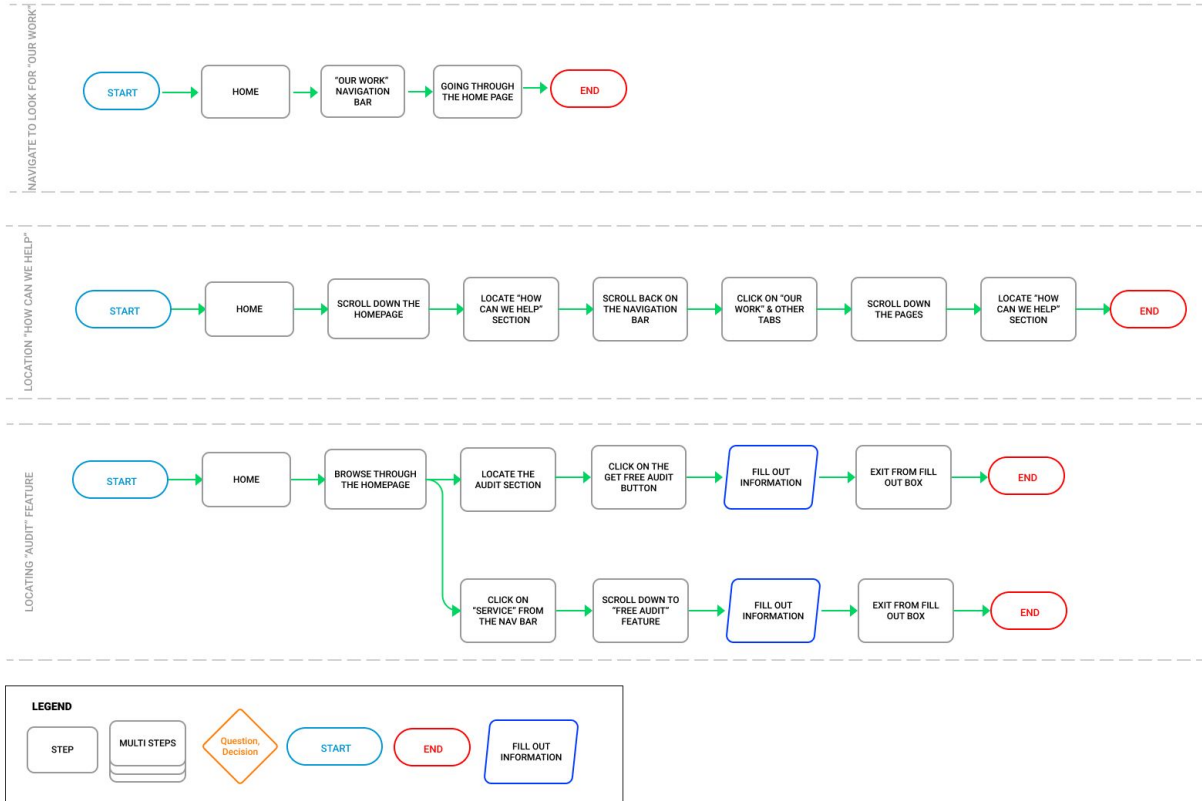 NAVIGATE TO LOOK FOR "OUR WORK"
START
HOME
"OUR WORK"
NAVIGATION
BAR
GOING THROUGH
THE HOME PAGE
END
LOCATION "HOW CAN WE HELP"
START
HOME
SCROLL DOWN THE
HOMEPAGE
LOCATE "HOW
CAN WE HELP"
SECTION
SCROLL BACK ON
THE NAVIGATION
BAR
CLICK ON "OUR
WORK" & OTHER
TABS
SCROLL DOWN
THE PAGES
LOCATE "HOW
CAN WE HELP"
SECTION
END
LOCATING "AUDIT" FEATURE
START
HOME
BROWSE THROUGH
THE HOMEPAGE
LOCATE THE
AUDIT SECTION
CLICK ON THE
GET FREE AUDIT
BUTTON
FILL OUT
INFORMATION
EXIT FROM FILL
OUT BOX
END
CLICK ON
"SERVICE" FROM
THE NAV BAR
SCROLL DOWN TO
"FREE AUDIT"
FEATURE
FILL OUT
INFORMATION
EXIT FROM FILL
OUT BOX
END
LEGEND
STEP
MULTI STEPS
Question,
Decision
START
END
FILL OUT
INFORMATION